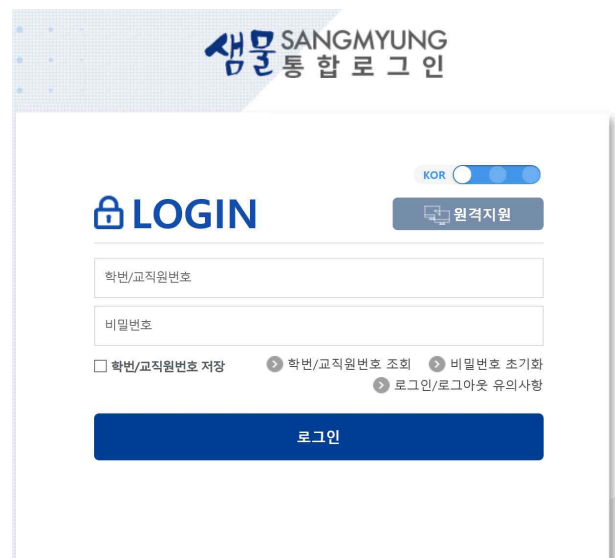 샘물 SANGMYUNG
통합로그인
KOR
LOGIN
원격지원
학번/교직원번호
비밀번호
학번/교직원번호 저장
학번/교직원번호 조회
비밀번호 초기화
로그인/로그아웃 유의사항
로그인